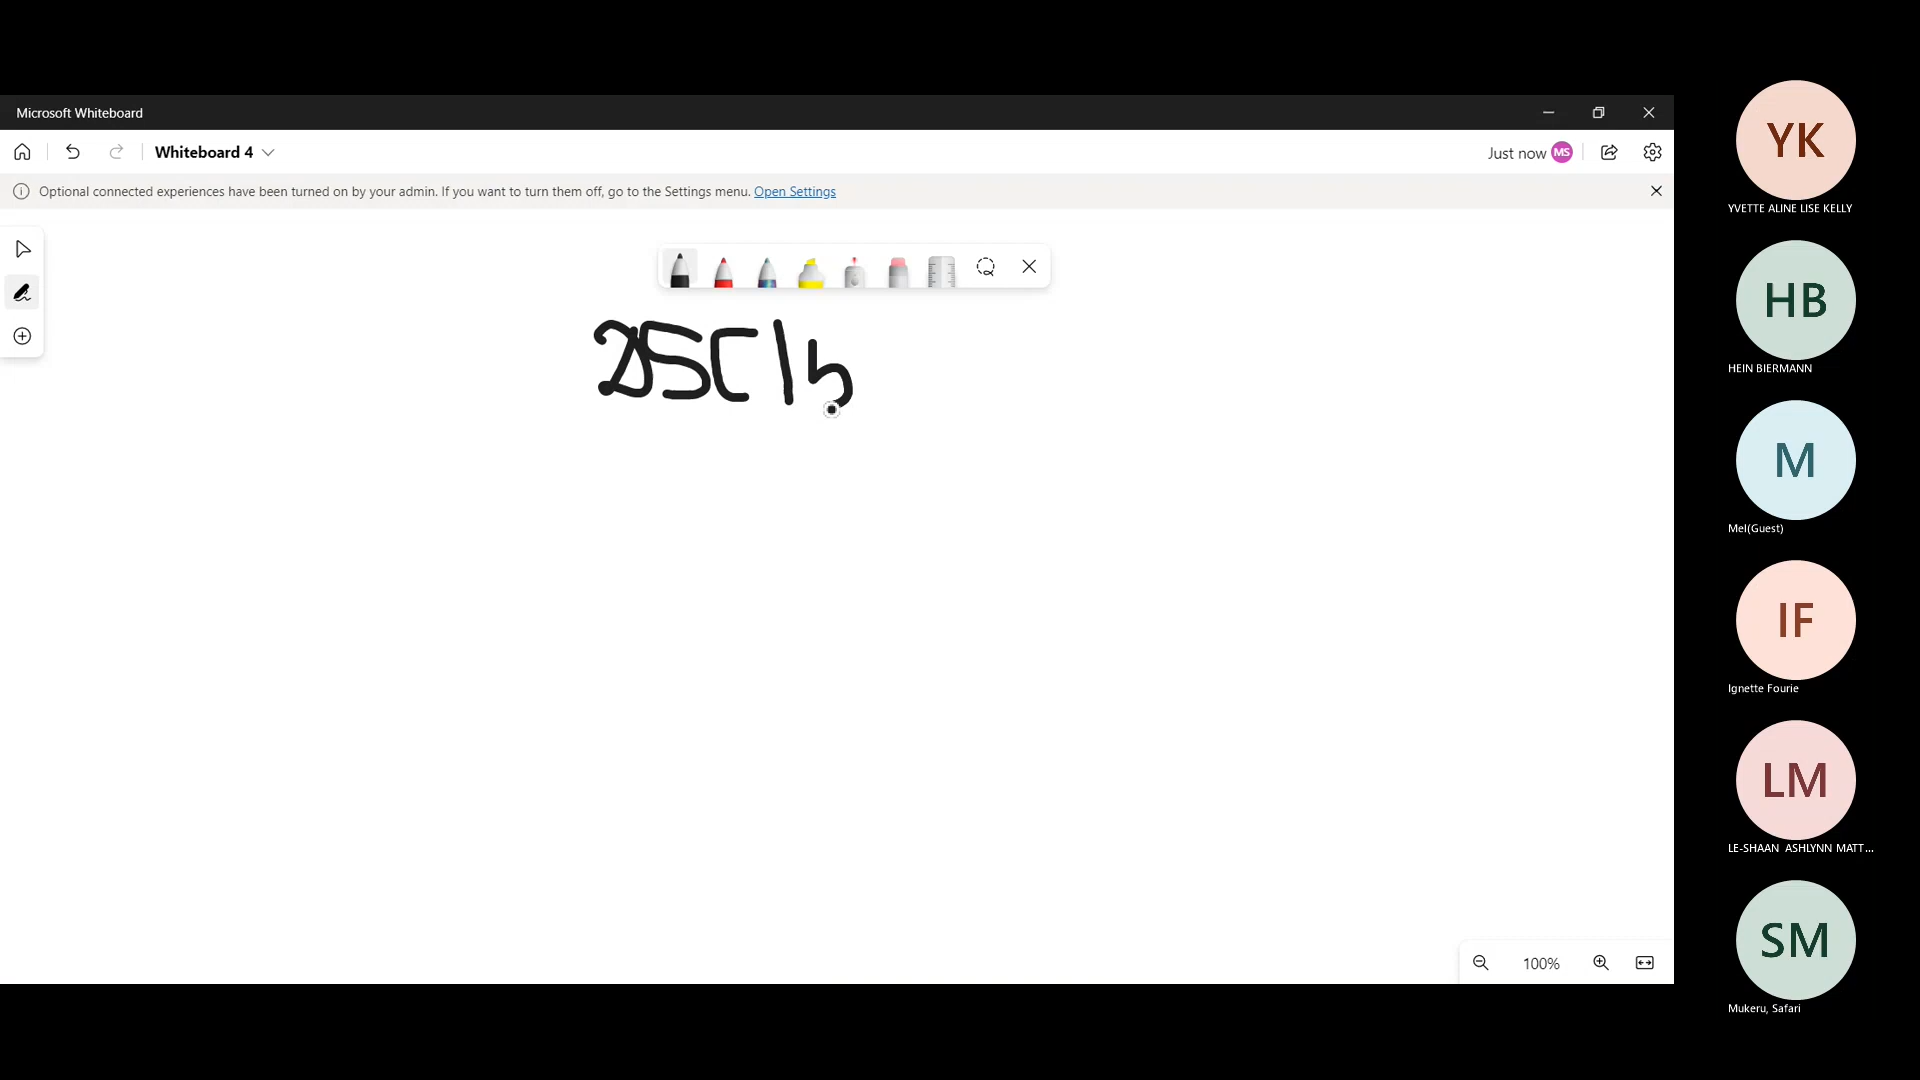 Microsoft Whiteboard
Whiteboard 4
Just now MS
Optional connected experiences have been turned on by your admin. If you want to turn them off, go to the Settings menu. Open Settings
100%
YK
YVETTE ALINE LISE KELLY
HB
HEIN BIERMANN
M
Mel(Guest)
IF
Ignette Fourie
LM
LE-SHAAN ASHLYNN MATT...
SM
Mukeru, Safari